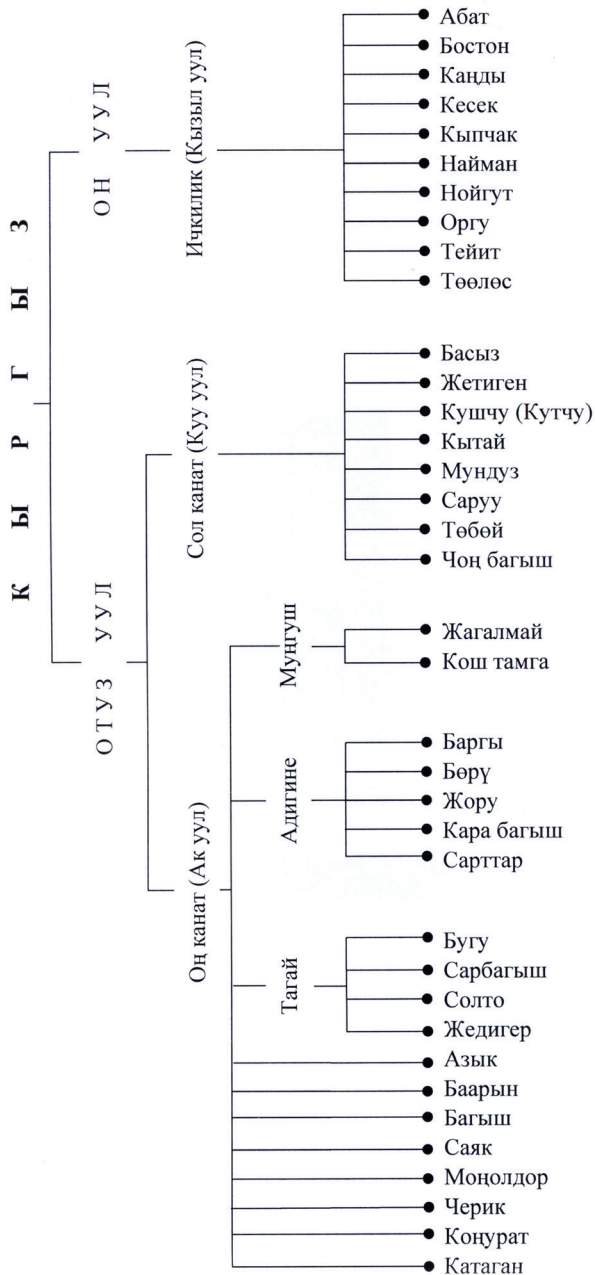 КЫРГЫЗ
ОН УУЛ
Ичкилик (Кызыл уул)
Абат
Бостон
Каңды
Кесек
Кыпчак
Найман
Нойгут
Оргу
Тейит
Төөлөс
ОТУЗ УУЛ
Сол канат (Куу уул)
Басыз
Жетиген
Кушчу (Кутчу)
Кытай
Мундуз
Саруу
Төбөй
Чоң багыш
Оң канат (Ак уул)
Муңгуш
Жагалмай
Кош тамга
Адигине
Баргы
Бөрү
Жору
Кара багыш
Сарттар
Тагай
Бугу
Сарбагыш
Солто
Жедигер
Азык
Баарын
Багыш
Саяк
Моңолдор
Черик
Коңурат
Катаган